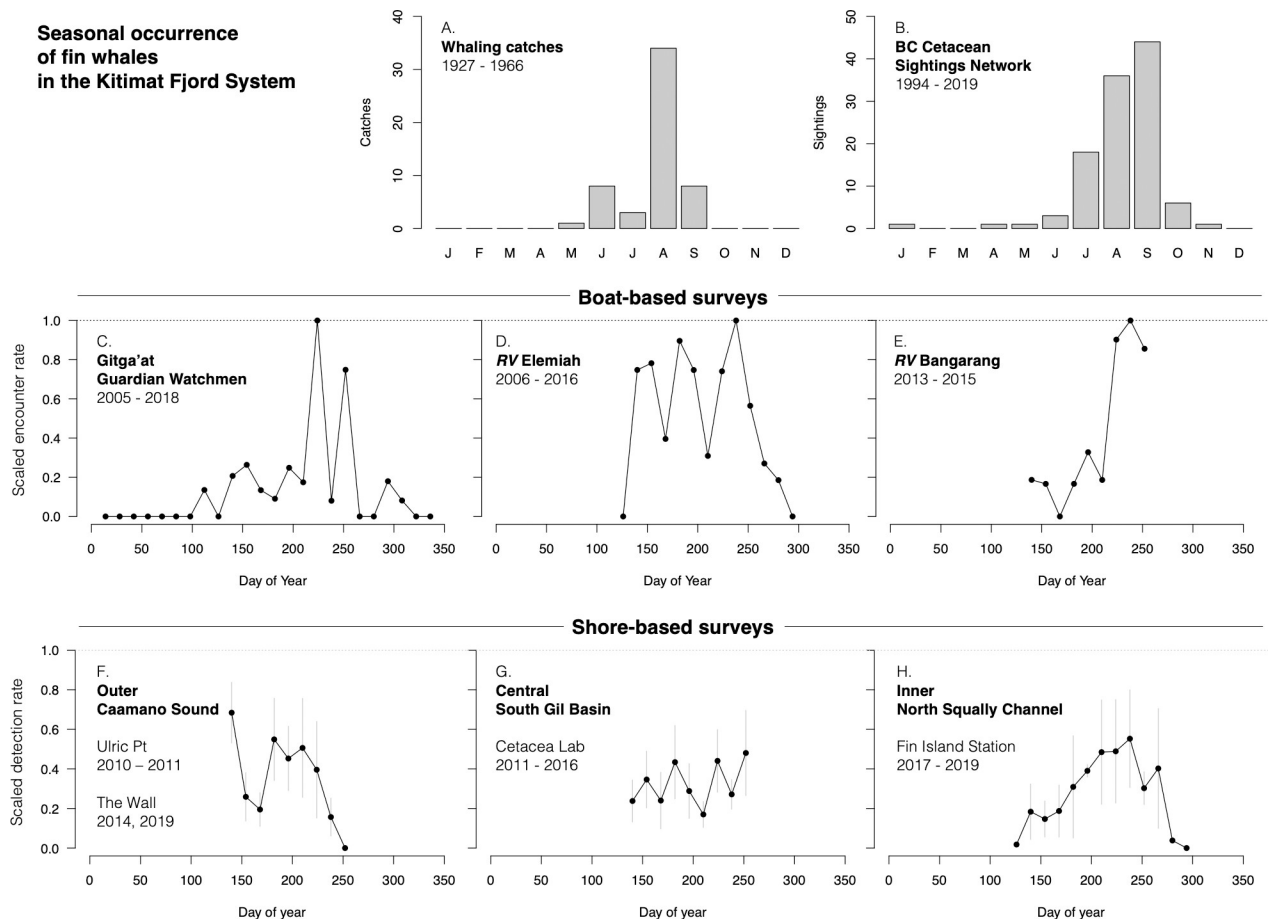 Seasonal occurrence
of fin whales
in the Kitimat Fjord System
A.
Whaling catches
1927 - 1966
Catches
40
30
20
10
0
J F M A M J J A S O N D
B.
BC Cetacean
Sightings Network
1994 - 2019
Sightings
50
40
30
20
10
0
J F M A M J J A S O N D
Boat-based surveys
C.
Gitga'at
Guardian Watchmen
2005 - 2018
Scaled encounter rate
1.0
0.8
0.6
0.4
0.2
0.0
0 50 100 150 200 250 300 350
Day of Year
D.
RV Elemiah
2006 - 2016
0 50 100 150 200 250 300 350
Day of Year
E.
RV Bangarang
2013 - 2015
0 50 100 150 200 250 300 350
Day of Year
Shore-based surveys
F.
Outer
Caamano Sound
Ulric Pt
2010 – 2011
The Wall
2014, 2019
Scaled detection rate
1.0
0.8
0.6
0.4
0.2
0.0
0 50 100 150 200 250 300 350
Day of year
G.
Central
South Gil Basin
Cetacea Lab
2011 - 2016
0 50 100 150 200 250 300 350
Day of year
H.
Inner
North Squally Channel
Fin Island Station
2017 - 2019
0 50 100 150 200 250 300 350
Day of year